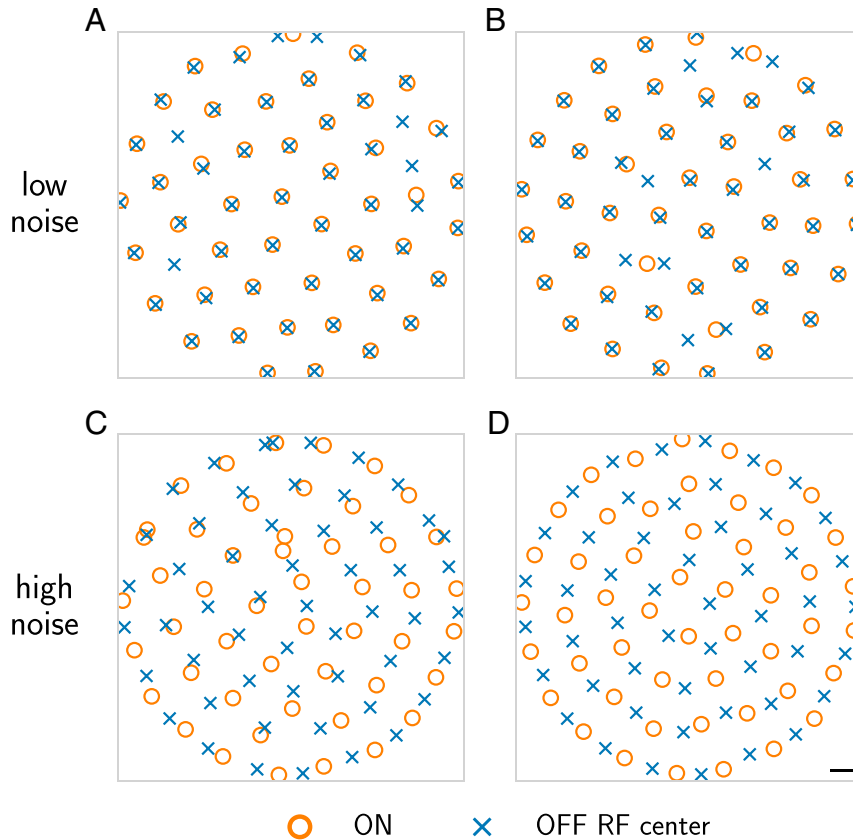 A
B
low
noise
C
D
high
noise
ON
OFF RF center